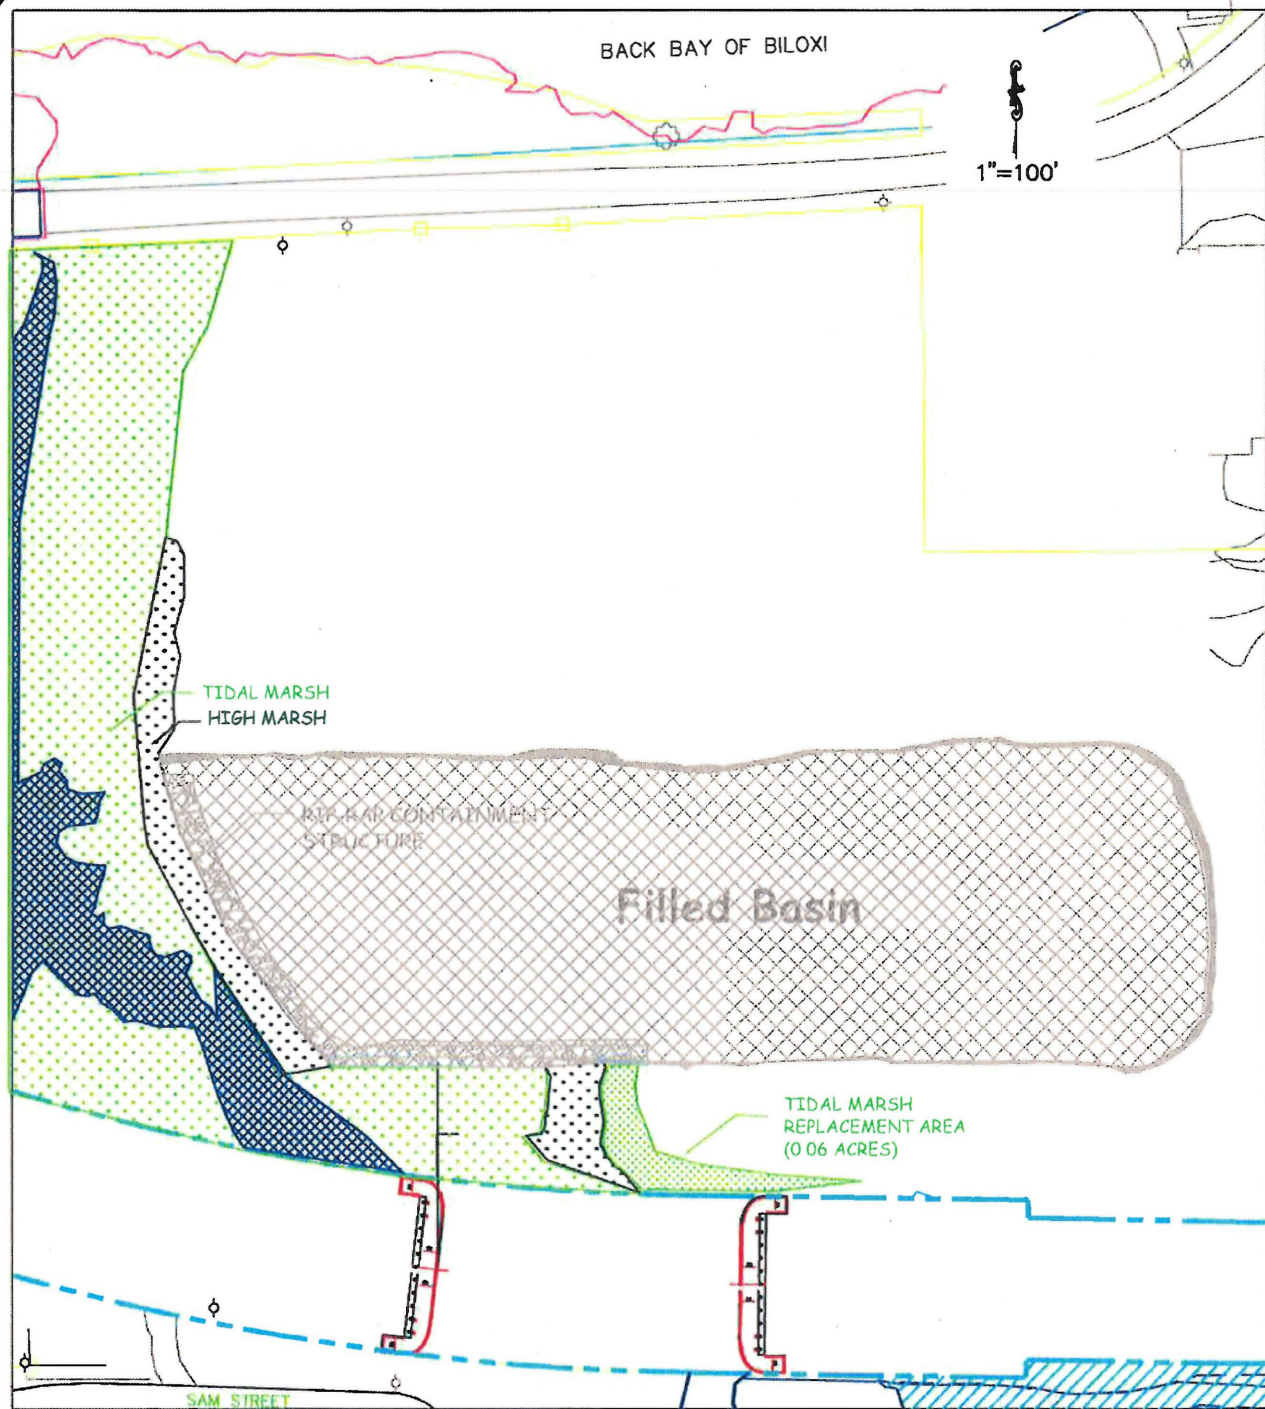 BACK BAY OF BILOXI
1"=100'
TIDAL MARSH
HIGH MARSH
RIP-RAP CONTAINMENT
STRUCTURE
Filled Basin
TIDAL MARSH
REPLACEMENT AREA
(0 06 ACRES)
SAM STREET